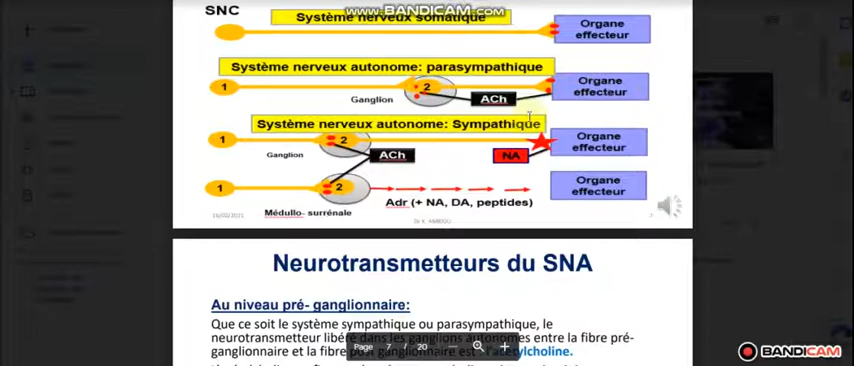 www.BANDICAM.com
SNC
Système nerveux somatique
Organe
effecteur
Système nerveux autonome: parasympathique
1
2
Organe
effecteur
Ganglion
ACh
Système nerveux autonome: Sympathique
1
2
Organe
effecteur
Ganglion
ACh
NA
1
2
Organe
effecteur
Adr (+ NA, DA, peptides)
Médullo- surrénale
Neurotransmetteurs du SNA
Au niveau pré- ganglionnaire:
Que ce soit le système sympathique ou parasympathique, le
neurotransmetteur libéré dans les ganglions autonomes entre la fibre pré-
ganglionnaire et la fibre post ganglionnaire est l'acétylcholine.
Page 7 / 20
BANDICAM